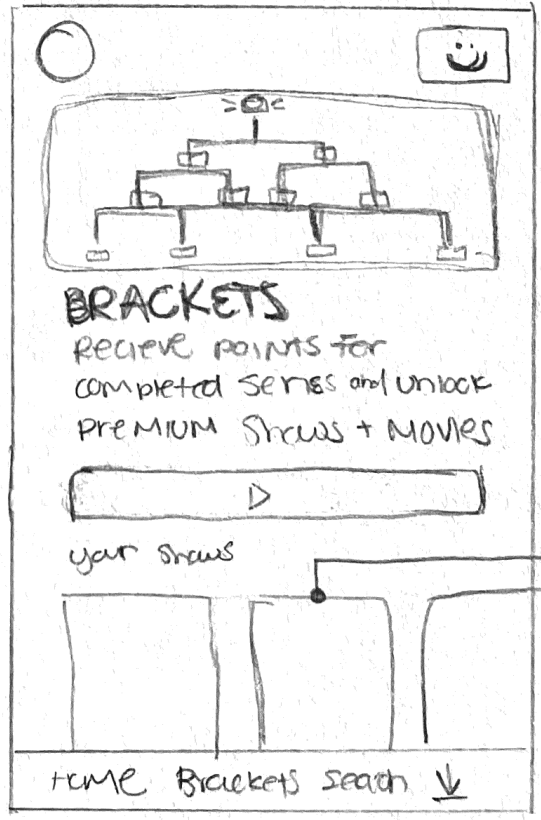 BRACKETS
Recieve points for
completed series and unlock
premium shows + movies
your shows
Home Brackets Search